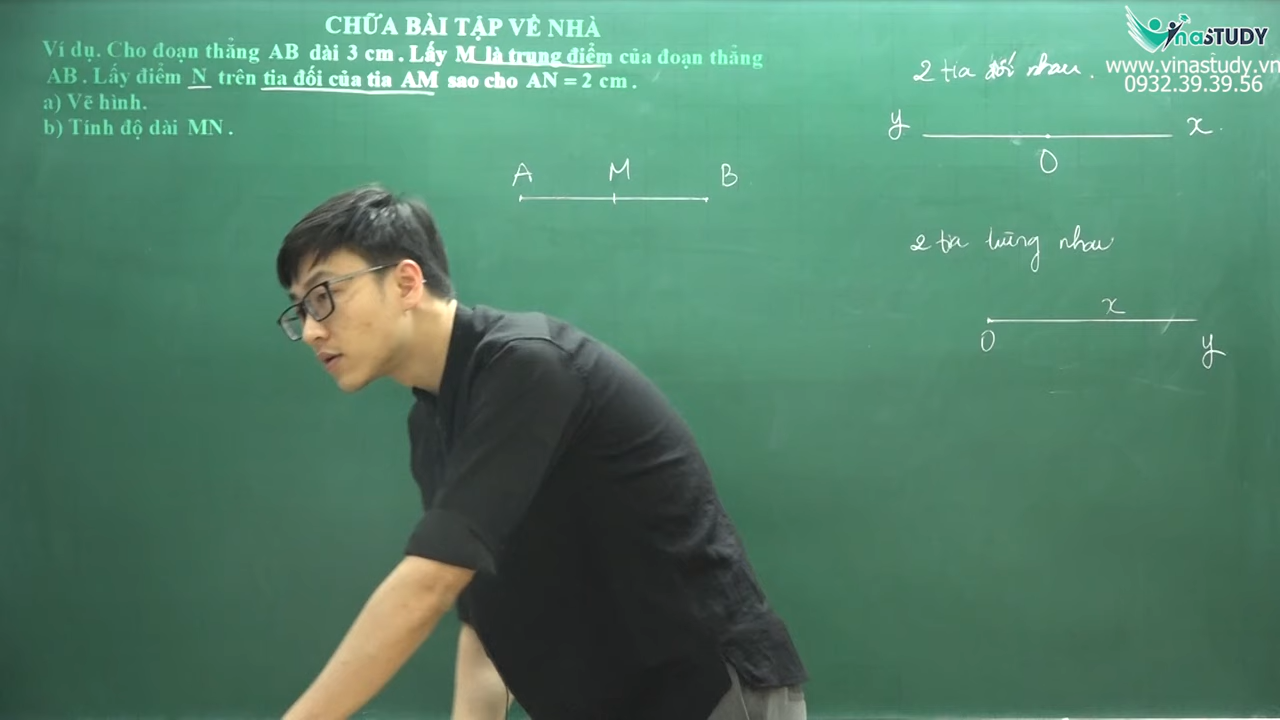 CHỮA BÀI TẬP VỀ NHÀ
Ví dụ. Cho đoạn thẳng AB dài 3 cm. Lấy M là trung điểm của đoạn thẳng
AB. Lấy điểm N trên tia đối của tia AM sao cho AN = 2 cm.
a) Vẽ hình.
b) Tính độ dài MN.
A M B
vinaSTUDY
www.vinastudy.vn
0932.39.39.56
2 tia đối nhau.
y x.
O
2 tia trùng nhau
x
O y